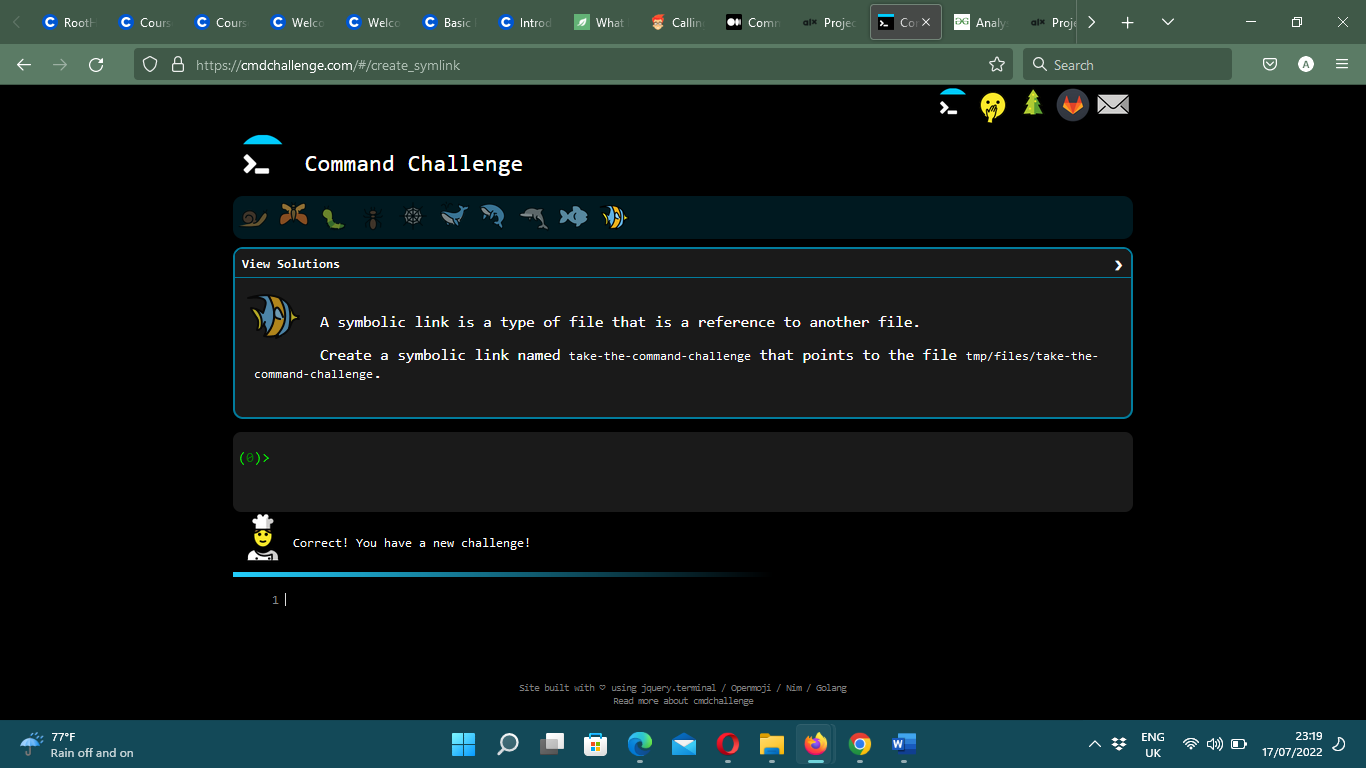 RootH
Cours
Cours
Welco
Welco
Basic
Introd
What
Callin
Comm
Projec
Co
Analy
Proje
https://cmdchallenge.com/#/create_symlink
Search
A
Command Challenge
View Solutions
A symbolic link is a type of file that is a reference to another file.
Create a symbolic link named take-the-command-challenge that points to the file tmp/files/take-the-
command-challenge.
(0)>
Correct! You have a new challenge!
1
Site built with ♡ using jquery.terminal / Openmoji / Nim / Golang
Read more about cmdchallenge
77°F
Rain off and on
ENG
UK
23:19
17/07/2022